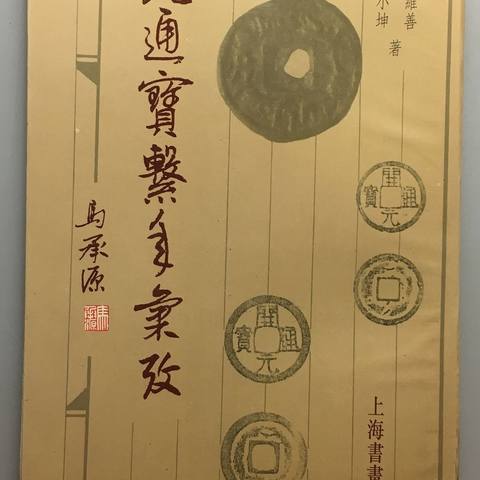 維善
小坤 著
通寶繫年彙攷
馬承源
開元通寶
開元通寶
上海書畫